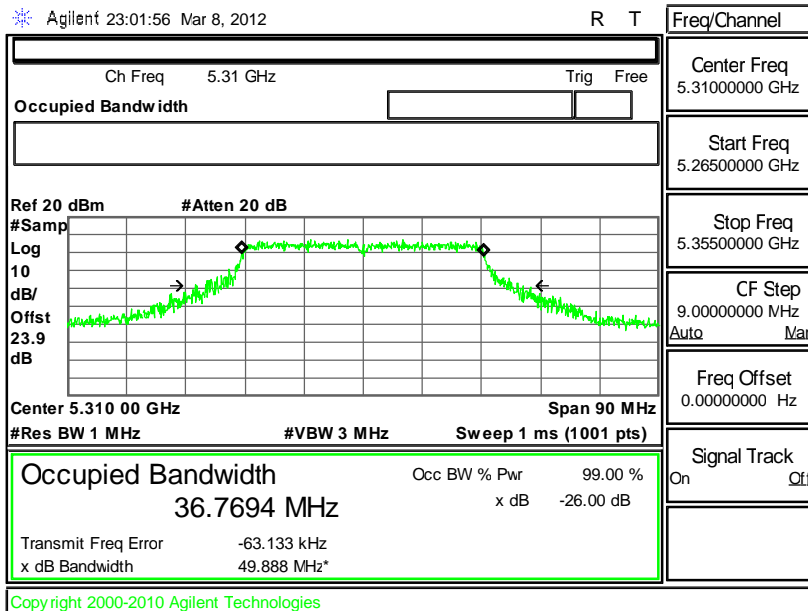 Agilent 23:01:56 Mar 8, 2012 R T
Freq/Channel
Ch Freq 5.31 GHz Trig Free
Occupied Bandwidth
Center Freq
5.31000000 GHz
Start Freq
5.26500000 GHz
Stop Freq
5.35500000 GHz
CF Step
9.00000000 MHz
Auto Man
Freq Offset
0.00000000 Hz
Signal Track
On Off
Ref 20 dBm #Atten 20 dB
#Samp
Log
10
dB/
Offst
23.9
dB
Center 5.310 00 GHz Span 90 MHz
#Res BW 1 MHz #VBW 3 MHz Sweep 1 ms (1001 pts)
Occupied Bandwidth
36.7694 MHz
Occ BW % Pwr 99.00 %
x dB -26.00 dB
Transmit Freq Error -63.133 kHz
x dB Bandwidth 49.888 MHz*
Copyright 2000-2010 Agilent Technologies